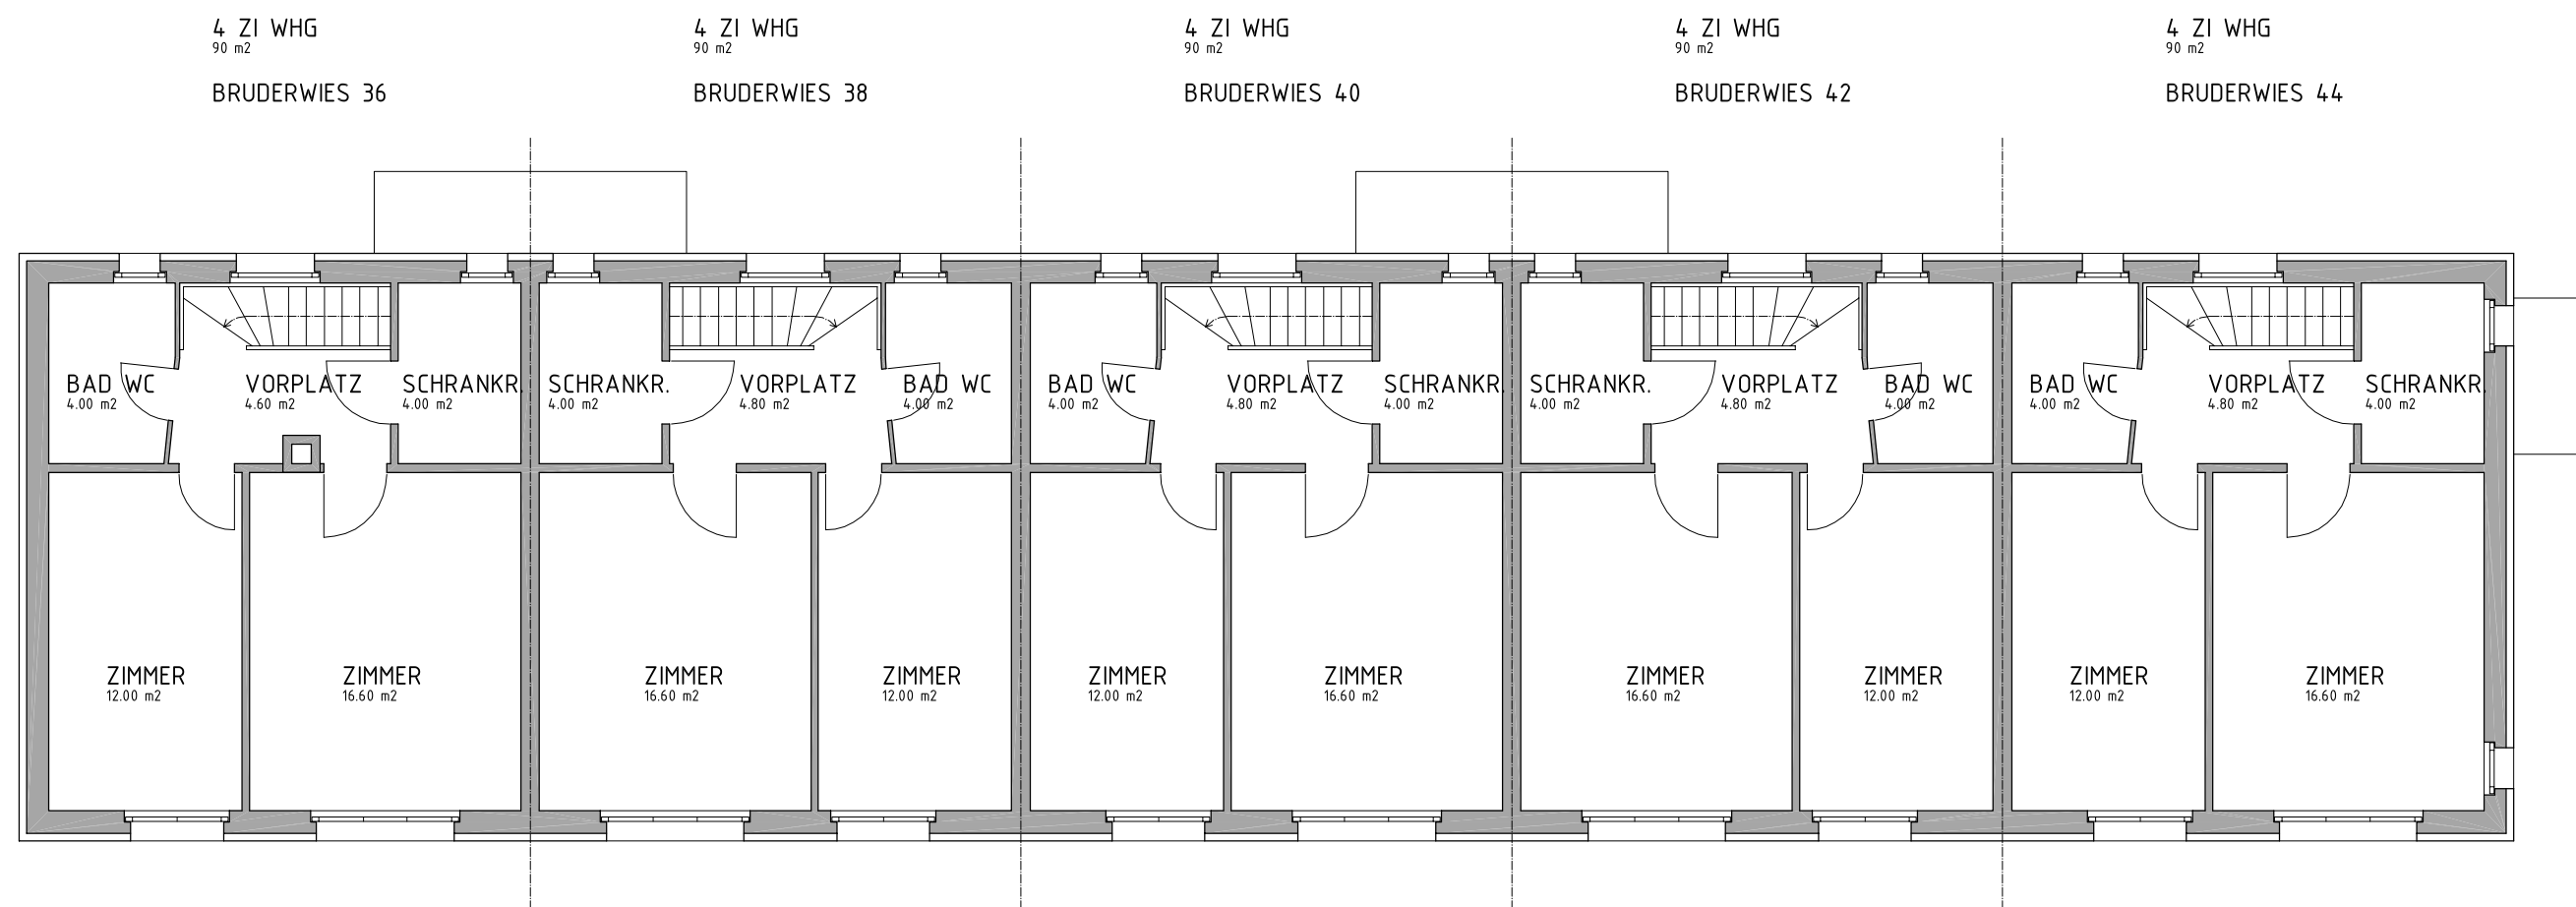 4 ZI WHG
90 m2
BRUDERWIES 36
4 ZI WHG
90 m2
BRUDERWIES 38
4 ZI WHG
90 m2
BRUDERWIES 40
4 ZI WHG
90 m2
BRUDERWIES 42
4 ZI WHG
90 m2
BRUDERWIES 44
BAD WC
4.00 m2
VORPLATZ
4.60 m2
SCHRANKR.
4.00 m2
SCHRANKR.
4.00 m2
VORPLATZ
4.80 m2
BAD WC
4.00 m2
BAD WC
4.00 m2
VORPLATZ
4.80 m2
SCHRANKR.
4.00 m2
SCHRANKR.
4.00 m2
VORPLATZ
4.80 m2
BAD WC
4.00 m2
BAD WC
4.00 m2
VORPLATZ
4.80 m2
SCHRANKR.
4.00 m2
ZIMMER
12.00 m2
ZIMMER
16.60 m2
ZIMMER
16.60 m2
ZIMMER
12.00 m2
ZIMMER
12.00 m2
ZIMMER
16.60 m2
ZIMMER
16.60 m2
ZIMMER
12.00 m2
ZIMMER
12.00 m2
ZIMMER
16.60 m2